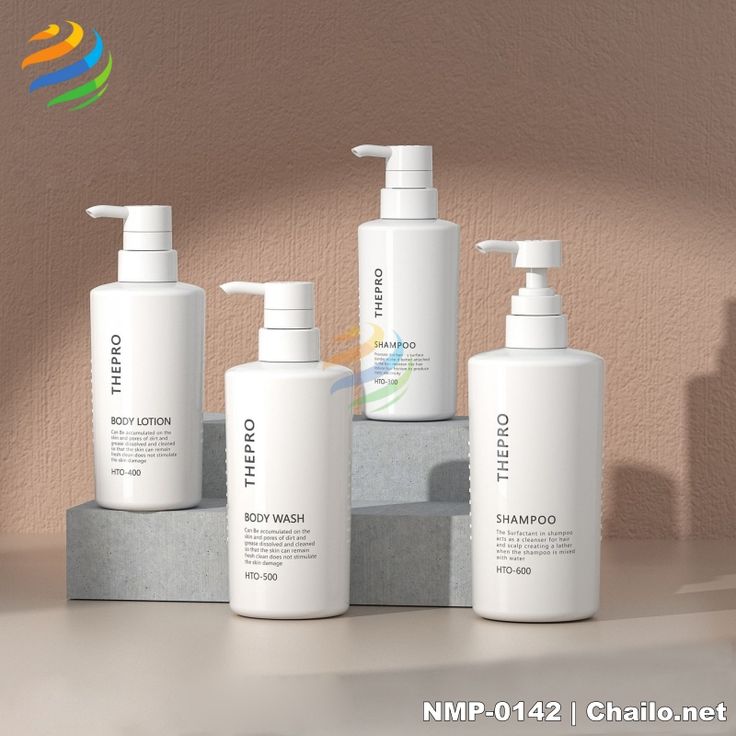 THEPRO
BODY LOTION
Can Be accumulated on the
skin and pores of dirt and
grease dissolved and cleaned
so that the skin can remain
fresh clean does not stimulate
the skin damage
HTO-400
THEPRO
BODY WASH
Can Be accumulated on the
skin and pores of dirt and
grease dissolved and cleaned
so that the skin can remain
fresh clean does not stimulate
the skin damage
HTO-500
THEPRO
SHAMPOO
HTO-300
THEPRO
SHAMPOO
The Surfactant in shampoo
acts as a cleanser for hair
and scalp creating a lather
when the shampoo is mixed
with water
HTO-600
NMP-0142 | Chailo.net